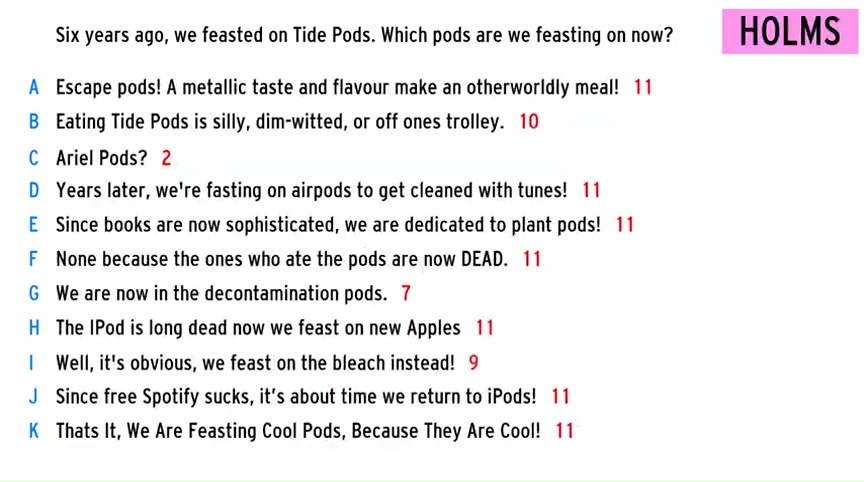 Six years ago, we feasted on Tide Pods. Which pods are we feasting on now?
HOLMS
A Escape pods! A metallic taste and flavour make an otherworldly meal! 11
B Eating Tide Pods is silly, dim-witted, or off ones trolley. 10
C Ariel Pods? 2
D Years later, we're fasting on airpods to get cleaned with tunes! 11
E Since books are now sophisticated, we are dedicated to plant pods! 11
F None because the ones who ate the pods are now DEAD. 11
G We are now in the decontamination pods. 7
H The IPod is long dead now we feast on new Apples 11
I Well, it's obvious, we feast on the bleach instead! 9
J Since free Spotify sucks, it's about time we return to iPods! 11
K Thats It, We Are Feasting Cool Pods, Because They Are Cool! 11